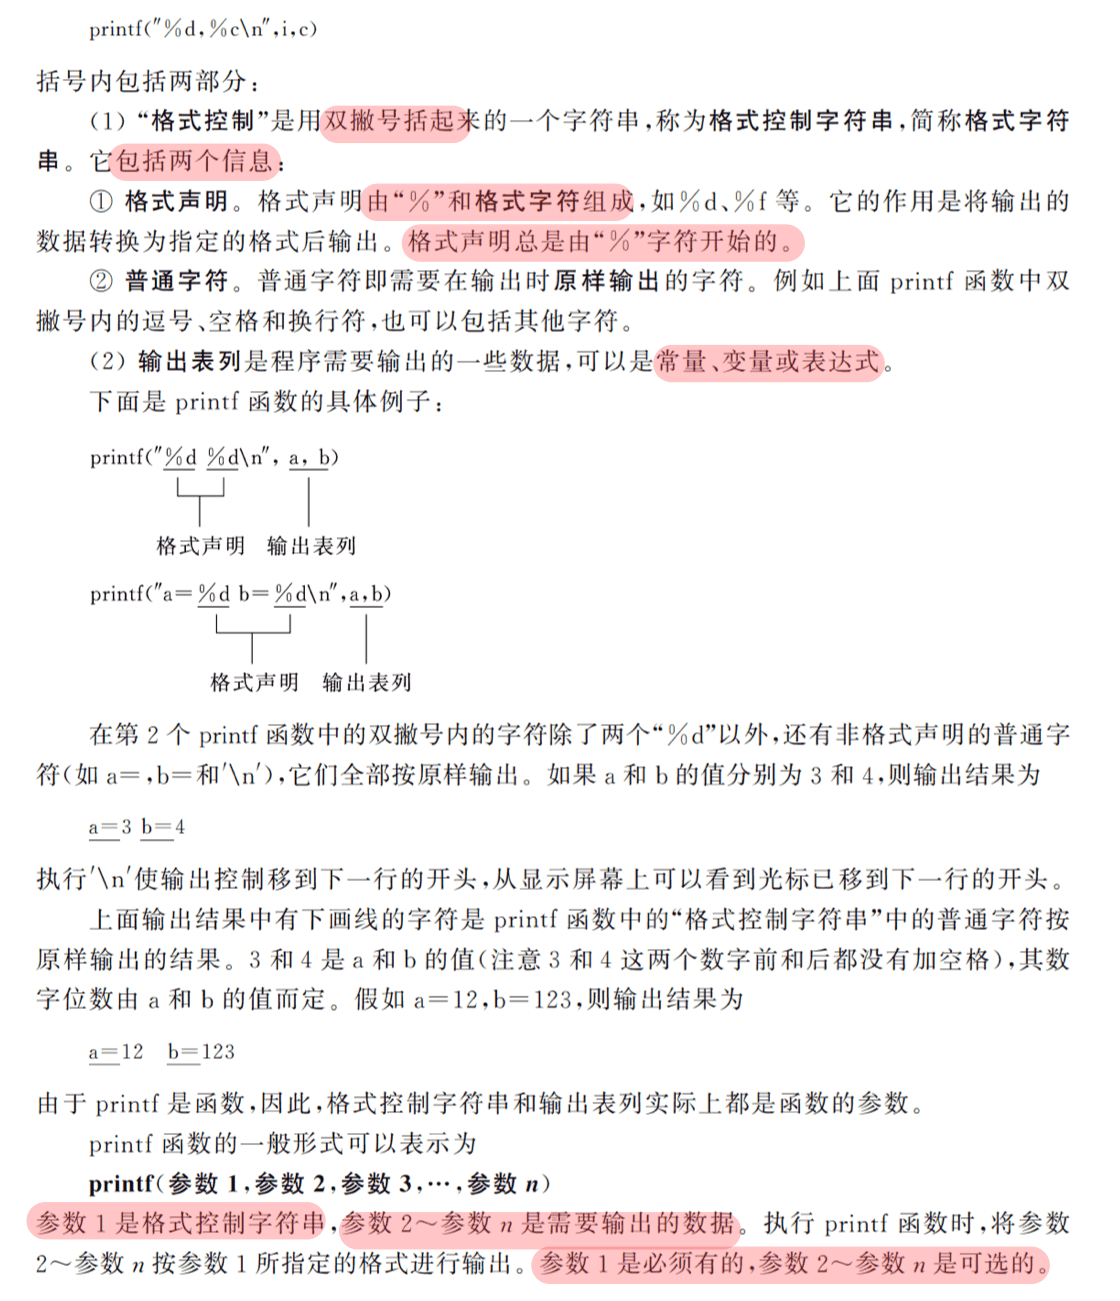 printf("%d,%c\n",i,c)
括号内包括两部分：
(1) “格式控制”是用双撇号括起来的一个字符串,称为格式控制字符串,简称格式字符
串。它包括两个信息：
① 格式声明。格式声明由“%”和格式字符组成,如%d、%f 等。它的作用是将输出的
数据转换为指定的格式后输出。格式声明总是由“%”字符开始的。
② 普通字符。普通字符即需要在输出时原样输出的字符。例如上面 printf 函数中双
撇号内的逗号、空格和换行符,也可以包括其他字符。
(2) 输出表列是程序需要输出的一些数据,可以是常量、变量或表达式。
下面是 printf 函数的具体例子：
printf("%d %d\n", a, b)
格式声明 输出表列
printf("a= %d b= %d\n",a,b)
格式声明 输出表列
在第 2 个 printf 函数中的双撇号内的字符除了两个“%d”以外,还有非格式声明的普通字
符(如 a= ,b=和'\n'),它们全部按原样输出。如果 a 和 b 的值分别为 3 和 4,则输出结果为
a=3 b=4
执行'\n'使输出控制移到下一行的开头,从显示屏幕上可以看到光标已移到下一行的开头。
上面输出结果中有下画线的字符是 printf 函数中的“格式控制字符串”中的普通字符按
原样输出的结果。3 和 4 是 a 和 b 的值(注意 3 和 4 这两个数字前和后都没有加空格),其数
字位数由 a 和 b 的值而定。假如 a=12,b=123,则输出结果为
a=12 b=123
由于 printf 是函数,因此,格式控制字符串和输出表列实际上都是函数的参数。
printf 函数的一般形式可以表示为
printf(参数 1,参数 2,参数 3,…,参数 n)
参数 1 是格式控制字符串,参数 2～参数 n 是需要输出的数据。执行 printf 函数时,将参数
2～参数 n 按参数 1 所指定的格式进行输出。参数 1 是必须有的,参数 2～参数 n 是可选的。